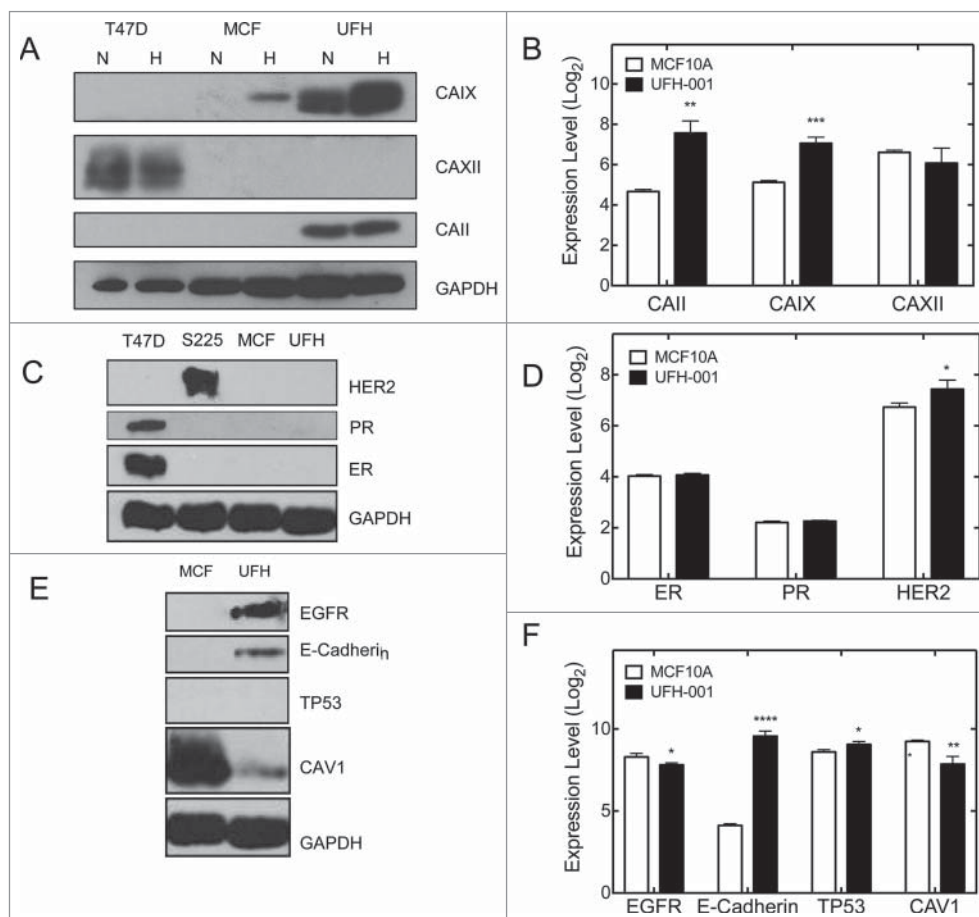 A
T47D MCF UFH
N H N H N H
CAIX
CAXII
CAII
GAPDH
B
MCF10A
UFH-001
Expression Level (Log2)
10
8
6
4
2
0
** ***
CAII CAIX CAXII
C
T47D S225 MCF UFH
HER2
PR
ER
GAPDH
D
MCF10A
UFH-001
Expression Level (Log2)
8
6
4
2
0
*
ER PR HER2
E
MCF UFH
EGFR
E-Cadherin
TP53
CAV1
GAPDH
F
MCF10A
UFH-001
Expression Level (Log2)
10
5
0
* **** * * **
EGFR E-Cadherin TP53 CAV1